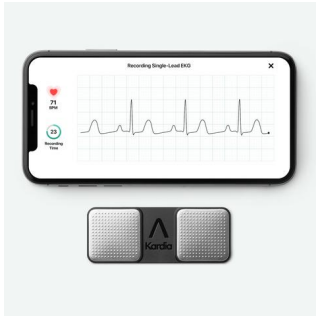 Recording Single-Lead EKG
71
BPM
23
Recording
Time
Kardia